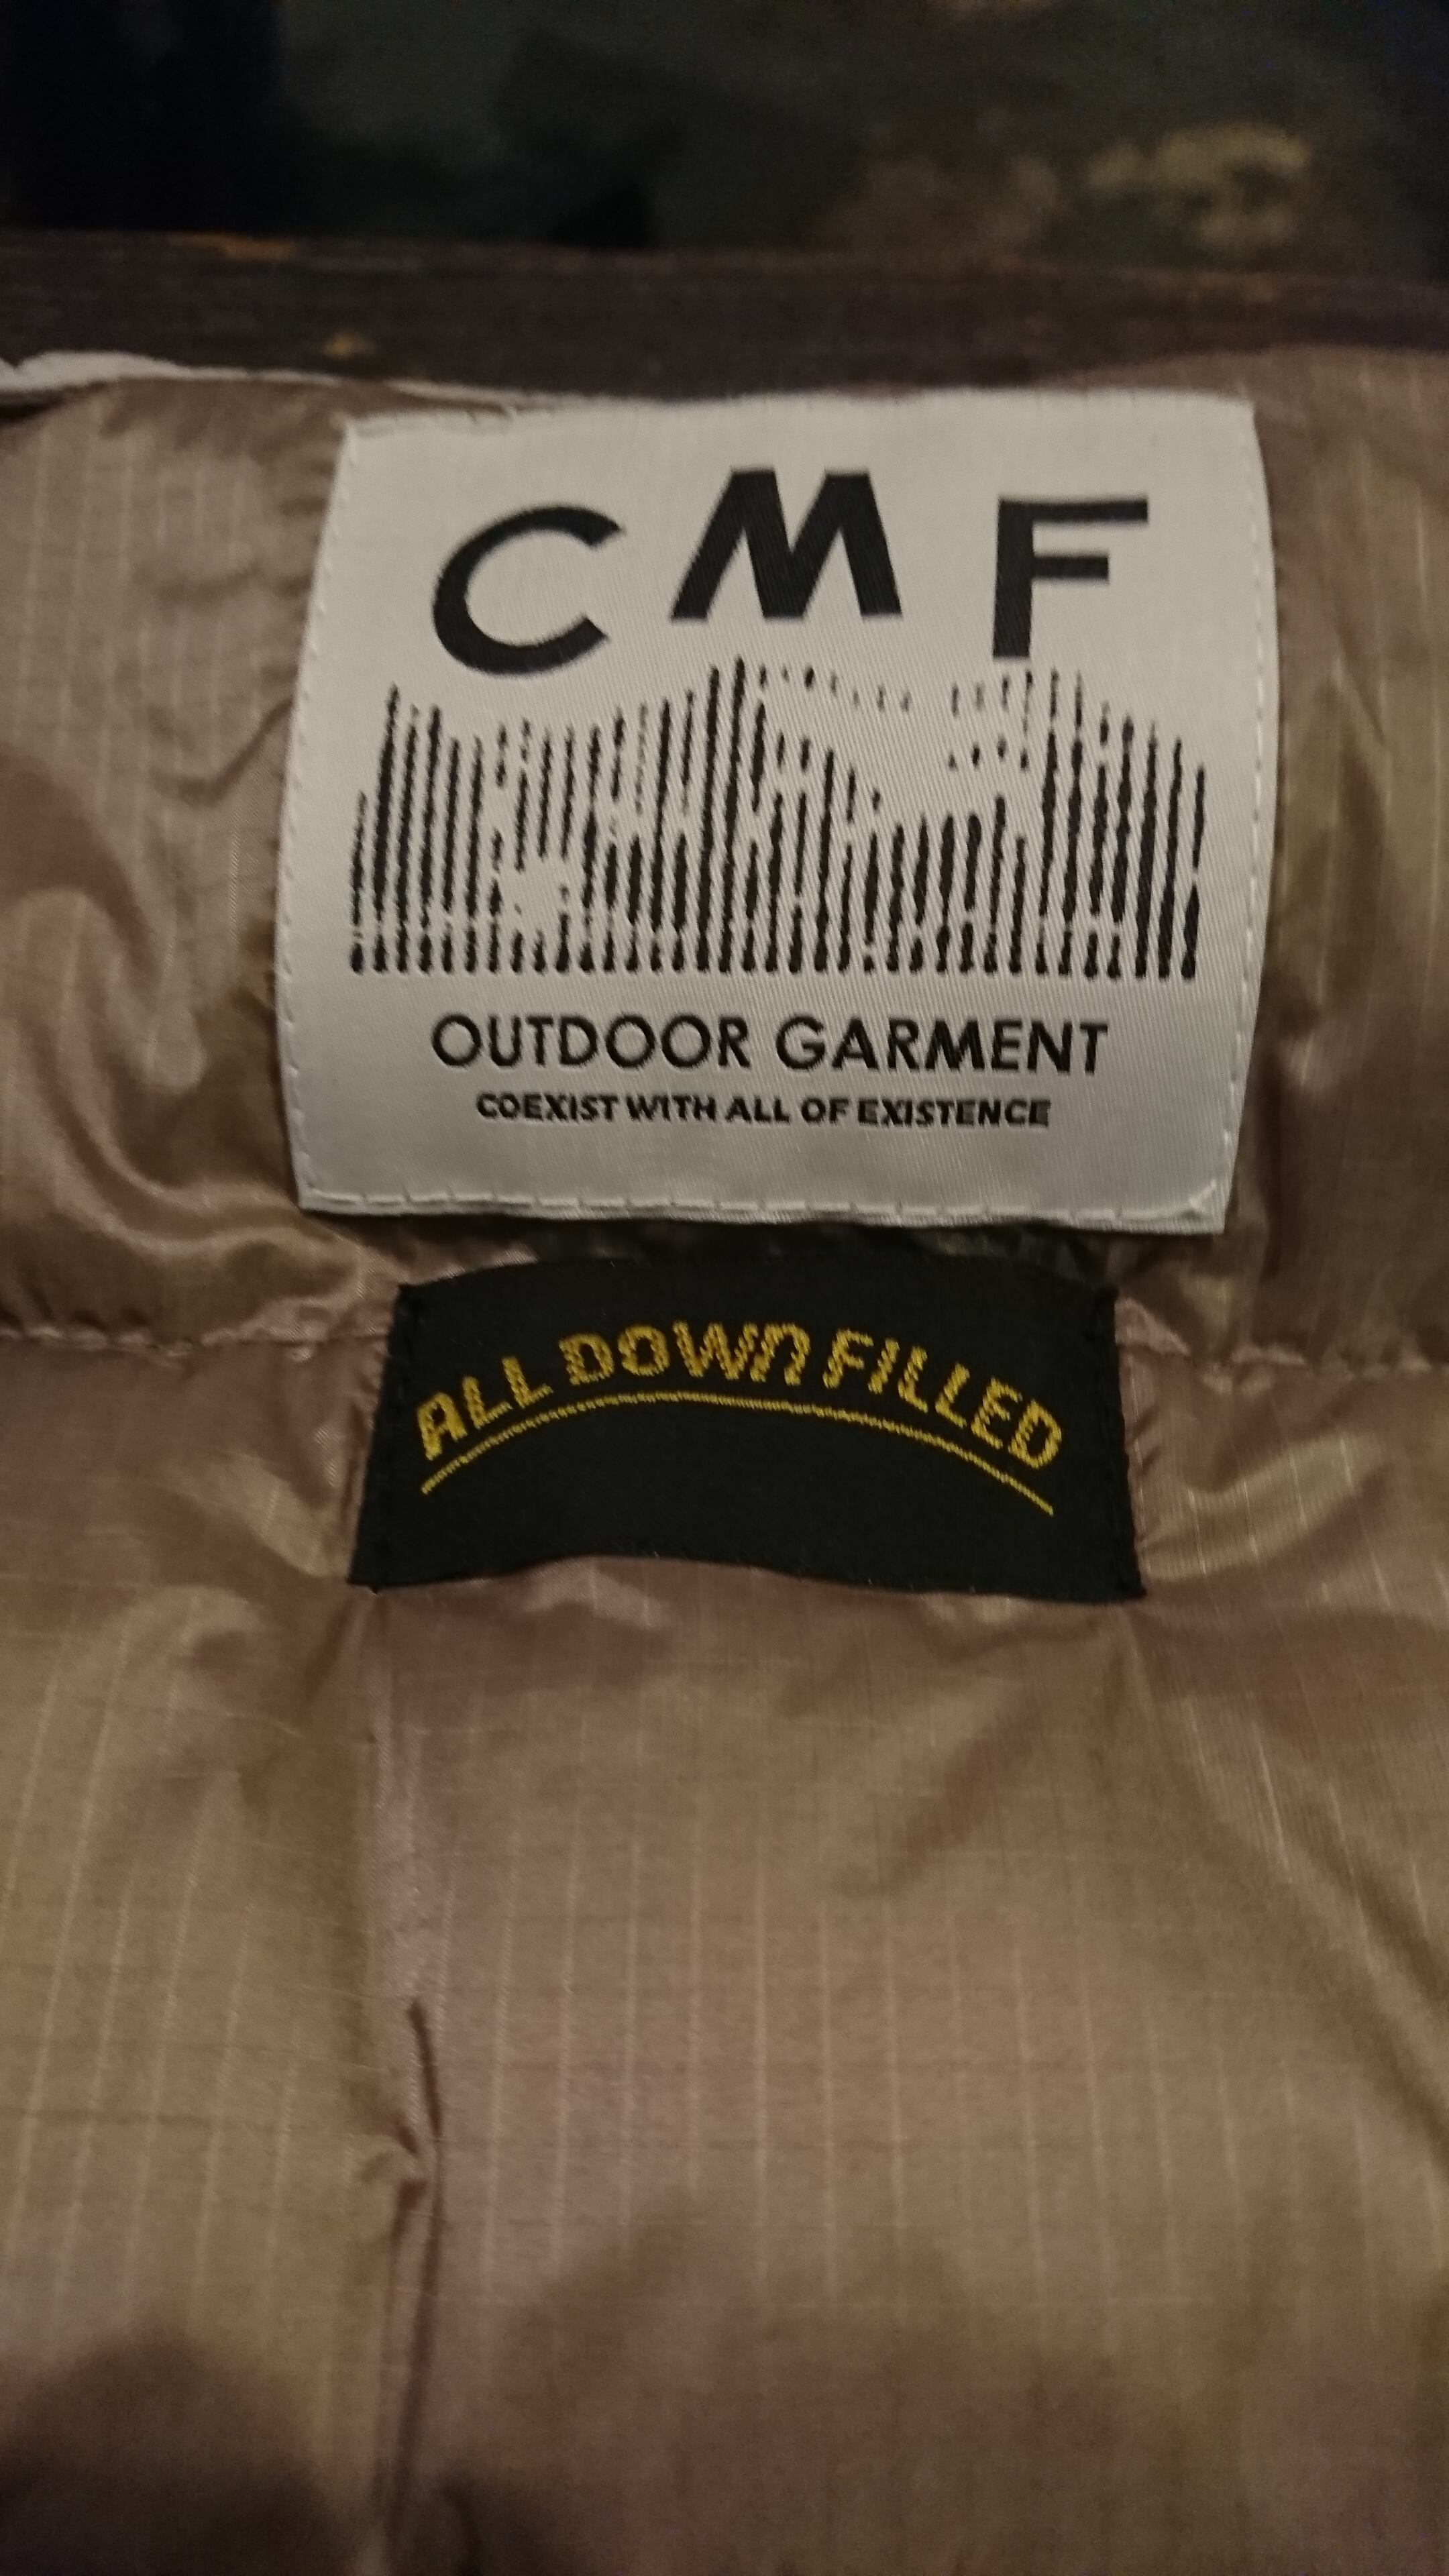 CMF
OUTDOOR GARMENT
COEXIST WITH ALL OF EXISTENCE
ALL DOWN FILLED